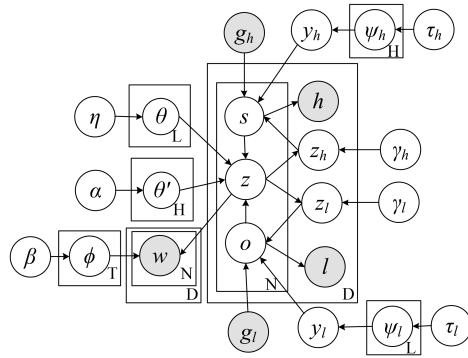 g_h y_h ψ_h H τ_h
η θ L s h
α θ' H z z_h γ_h
z_l γ_l
β ϕ T w N D o l N D
g_l y_l ψ_l L τ_l